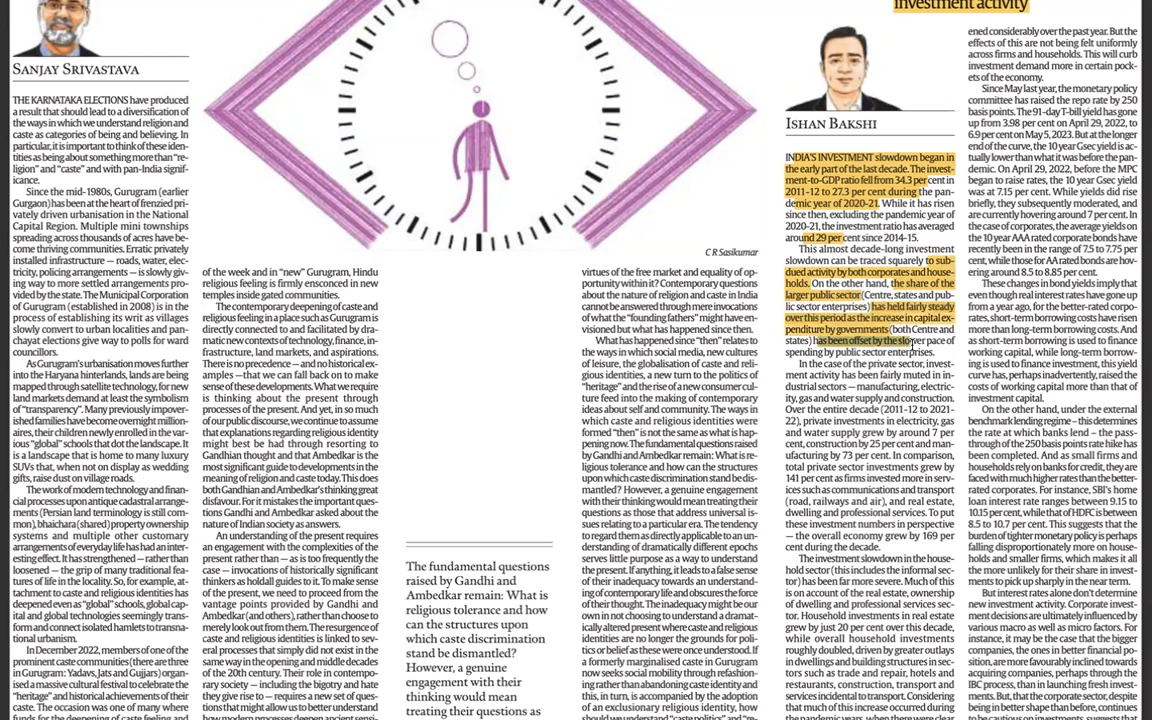 SANJAY SRIVASTAVA
THE KARNATAKA ELECTIONS have produced
a result that should lead to a diversification of
the ways in which we understand religion and
caste as categories of being and believing. In
particular, it is important to think of these iden-
tities as being about something more than "re-
ligion" and "caste" and with pan-India signif-
icance.
Since the mid-1980s, Gurugram (earlier
Gurgaon) has been at the heart of frenzied pri-
vately driven urbanisation in the National
Capital Region. Multiple mini townships
spreading across thousands of acres have be-
come thriving communities. Erratic privately
installed infrastructure — roads, water, elec-
tricity, policing arrangements — is slowly giv-
ing way to more settled arrangements pro-
vided by the state. The Municipal Corporation
of Gurugram (established in 2008) is in the
process of establishing its writ as villages
slowly convert to urban localities and pan-
chayat elections give way to polls for ward
councillors.
As Gurugram's urbanisation moves further
into the Haryana hinterlands, lands are being
mapped through satellite technology, for new
land markets demand at least the symbolism
of "transparency". Many previously impover-
ished families have become overnight million-
aires, their children newly enrolled in the var-
ious "global" schools that dot the landscape. It
is a landscape that is home to many luxury
SUVs that, when not on display as wedding
gifts, raise dust on village roads.
The work of modern technology and finan-
cial processes upon antique cadastral arrange-
ments (Persian land terminology is still com-
mon), bhaichara (shared) property ownership
systems and multiple other customary
arrangements of everyday life has had an inter-
esting effect. It has strengthened — rather than
loosened — the grip of many traditional fea-
tures of life in the locality. So, for example, at-
tachment to caste and religious identity has
deepened even as "global" schools, global cap-
ital and global technologies seemingly trans-
form and connect isolated hamlets to transna-
tional urbanism.
In December 2022, members of one of the
prominent caste communities (there are three
in Gurugram: Yadavs, Jats and Gujjars) organ-
ised a massive cultural festival to celebrate the
"heritage" and historical achievements of their
caste. The occasion was one of many where
funds for the deepening of caste feeling and
C R Sasikumar
of the week and in "new" Gurugram, Hindu
religious feeling is firmly ensconced in new
temples inside gated communities.
The contemporary deepening of caste and
religious feeling in a place such as Gurugram is
directly connected to and facilitated by dra-
matic new contexts of technology, finance, in-
frastructure, land markets, and aspirations.
There is no precedence — and no historical ex-
amples — that we can fall back on to make
sense of these developments. What we require
is thinking about the present through
processes of the present. And yet, in so much
of our public discourse, we continue to assume
that explanations regarding religious identity
might be had through resorting to
Gandhian thought and that Ambedkar is the
most significant guide to developments in the
meaning of religion and caste today. This does
both Gandhian and Ambedkar's thinking great
disfavour. For it mistakes the important ques-
tions Gandhi and Ambedkar asked about the
nature of Indian society as answers.
An understanding of the present requires
an engagement with the complexities of the
present rather than — as is too frequently the
case — invocations of historically significant
thinkers as holdall guides to it. To make sense
of the present, we need to proceed from the
vantage points provided by Gandhi and
Ambedkar (and others), rather than choose to
merely look out from them. The resurgence of
caste and religious identities is linked to sev-
eral processes that simply did not exist in the
same way in the opening and middle decades
of the 20th century. Their role in contempo-
rary society — including the bigotry and hate
they give rise to — requires a new set of ques-
tions that might allow us to better understand
how modern processes deepen ancient sensi-
The fundamental questions
raised by Gandhi and
Ambedkar remain: What is
religious tolerance and how
can the structures upon
which caste discrimination
stand be dismantled?
However, a genuine
engagement with their
thinking would mean
treating their questions as
virtues of the free market and equality of op-
portunity within it? Contemporary questions
about the nature of religion and caste in India
cannot be answered through mere invocations
of what the "founding fathers" might have en-
visioned but what has happened since then.
What has happened since "then" relates to
the ways in which social media, new cultures
of leisure, the globalisation of caste and reli-
gious identities, a new turn to the politics of
"heritage" and the rise of a new consumer cul-
ture feed into the making of contemporary
ideas about self and community. The ways in
which caste and religious identities were
formed "then" is not the same as what is hap-
pening now. The fundamental questions raised
by Gandhi and Ambedkar remain: What is re-
ligious tolerance and how can the structures
upon which caste discrimination stand be dis-
mantled? However, a genuine engagement
with their thinking would mean treating their
questions as those that address universal is-
sues relating to a particular era. The tendency
to regard them as directly applicable to an un-
derstanding of dramatically different epochs
serves little purpose as a way to understand
the present. If anything, it leads to a false sense
of their inadequacy towards an understand-
ing of contemporary life and obscures the force
of their thought. The inadequacy might be our
own in not choosing to understand a dramat-
ically altered present where caste and religious
identities are no longer the grounds for poli-
tics or belief as these were once understood. If
a formerly marginalised caste in Gurugram
now seeks social mobility through refashion-
ing rather than abandoning caste identity and
this, in turn, is accompanied by the adoption
of an exclusionary religious identity, how
should we understand "caste politics" and "re-
investment activity
ISHAN BAKSHI
INDIA'S INVESTMENT slowdown began in
the early part of the last decade. The invest-
ment-to-GDP ratio fell from 34.3 per cent in
2011-12 to 27.3 per cent during the pan-
demic year of 2020-21. While it has risen
since then, excluding the pandemic year of
2020-21, the investment ratio has averaged
around 29 per cent since 2014-15.
This almost decade-long investment
slowdown can be traced squarely to sub-
dued activity by both corporates and house-
holds. On the other hand, the share of the
larger public sector (Centre, states and pub-
lic sector enterprises) has held fairly steady
over this period as the increase in capital ex-
penditure by governments (both Centre and
states) has been offset by the slower pace of
spending by public sector enterprises.
In the case of the private sector, invest-
ment activity has been fairly muted in in-
dustrial sectors — manufacturing, electric-
ity, gas and water supply and construction.
Over the entire decade (2011-12 to 2021-
22), private investments in electricity, gas
and water supply grew by around 7 per
cent, construction by 25 per cent and man-
ufacturing by 73 per cent. In comparison,
total private sector investments grew by
141 per cent as firms invested more in serv-
ices such as communications and transport
(road, railways and air), and real estate,
dwelling and professional services. To put
these investment numbers in perspective
— the overall economy grew by 169 per
cent during the decade.
The investment slowdown in the house-
hold sector (this includes the informal sec-
tor) has been far more severe. Much of this
is on account of the real estate, ownership
of dwelling and professional services sec-
tor. Household investments in real estate
grew by just 20 per cent over this decade,
while overall household investments
roughly doubled, driven by greater outlays
in dwellings and building structures in sec-
tors such as trade and repair, hotels and
restaurants, construction, transport and
services incidental to transport. Considering
that much of this increase occurred during
the pandemic years, when there were clear
ened considerably over the past year. But the
effects of this are not being felt uniformly
across firms and households. This will curb
investment demand more in certain pock-
ets of the economy.
Since May last year, the monetary policy
committee has raised the repo rate by 250
basis points. The 91-day T-bill yield has gone
up from 3.98 per cent on April 29, 2022, to
6.9 per cent on May 5, 2023. But at the longer
end of the curve, the 10 year Gsec yield is ac-
tually lower than what it was before the pan-
demic. On April 29, 2022, before the MPC
began to raise rates, the 10 year Gsec yield
was at 7.15 per cent. While yields did rise
briefly, they subsequently moderated, and
are currently hovering around 7 per cent. In
case of corporates, the average yields on
the 10 year AAA rated corporate bonds have
recently been in the range of 7.5 to 7.75 per
cent, while those for AA rated bonds are hov-
ering around 8.5 to 8.85 per cent.
These changes in bond yields imply that
even though real interest rates have gone up
from a year ago, for the better-rated corpo-
rates, short-term borrowing costs have risen
more than long-term borrowing costs. And
as short-term borrowing is used to finance
working capital, while long-term borrow-
ing is used to finance investment, this yield
curve has, perhaps inadvertently, raised the
costs of working capital more than that of
investment capital.
On the other hand, under the external
benchmark lending regime – this determines
the rate at which banks lend – the pass-
through of the 250 basis points rate hike has
been completed. And as small firms and
households rely on banks for credit, they are
faced with much higher rates than the better-
rated corporates. For instance, SBI's home
loan interest rate ranges between 9.15 to
10.15 per cent, while that of HDFC is between
8.5 to 10.7 per cent. This suggests that the
burden of tighter monetary policy is perhaps
falling disproportionately more on house-
holds and smaller firms, which makes it all
the more unlikely for their share in invest-
ments to pick up sharply in the near term.
But interest rates alone don't determine
new investment activity. Corporate invest-
ment decisions are ultimately influenced by
various macro as well as micro factors. For
instance, it may be the case that the bigger
companies, the ones in better financial po-
sition, are more favourably inclined towards
acquiring companies, perhaps through the
IBC process, than in launching fresh invest-
ments. But, that the corporate sector, despite
being in better shape than before, continues
to be cautious on investments, suggests that